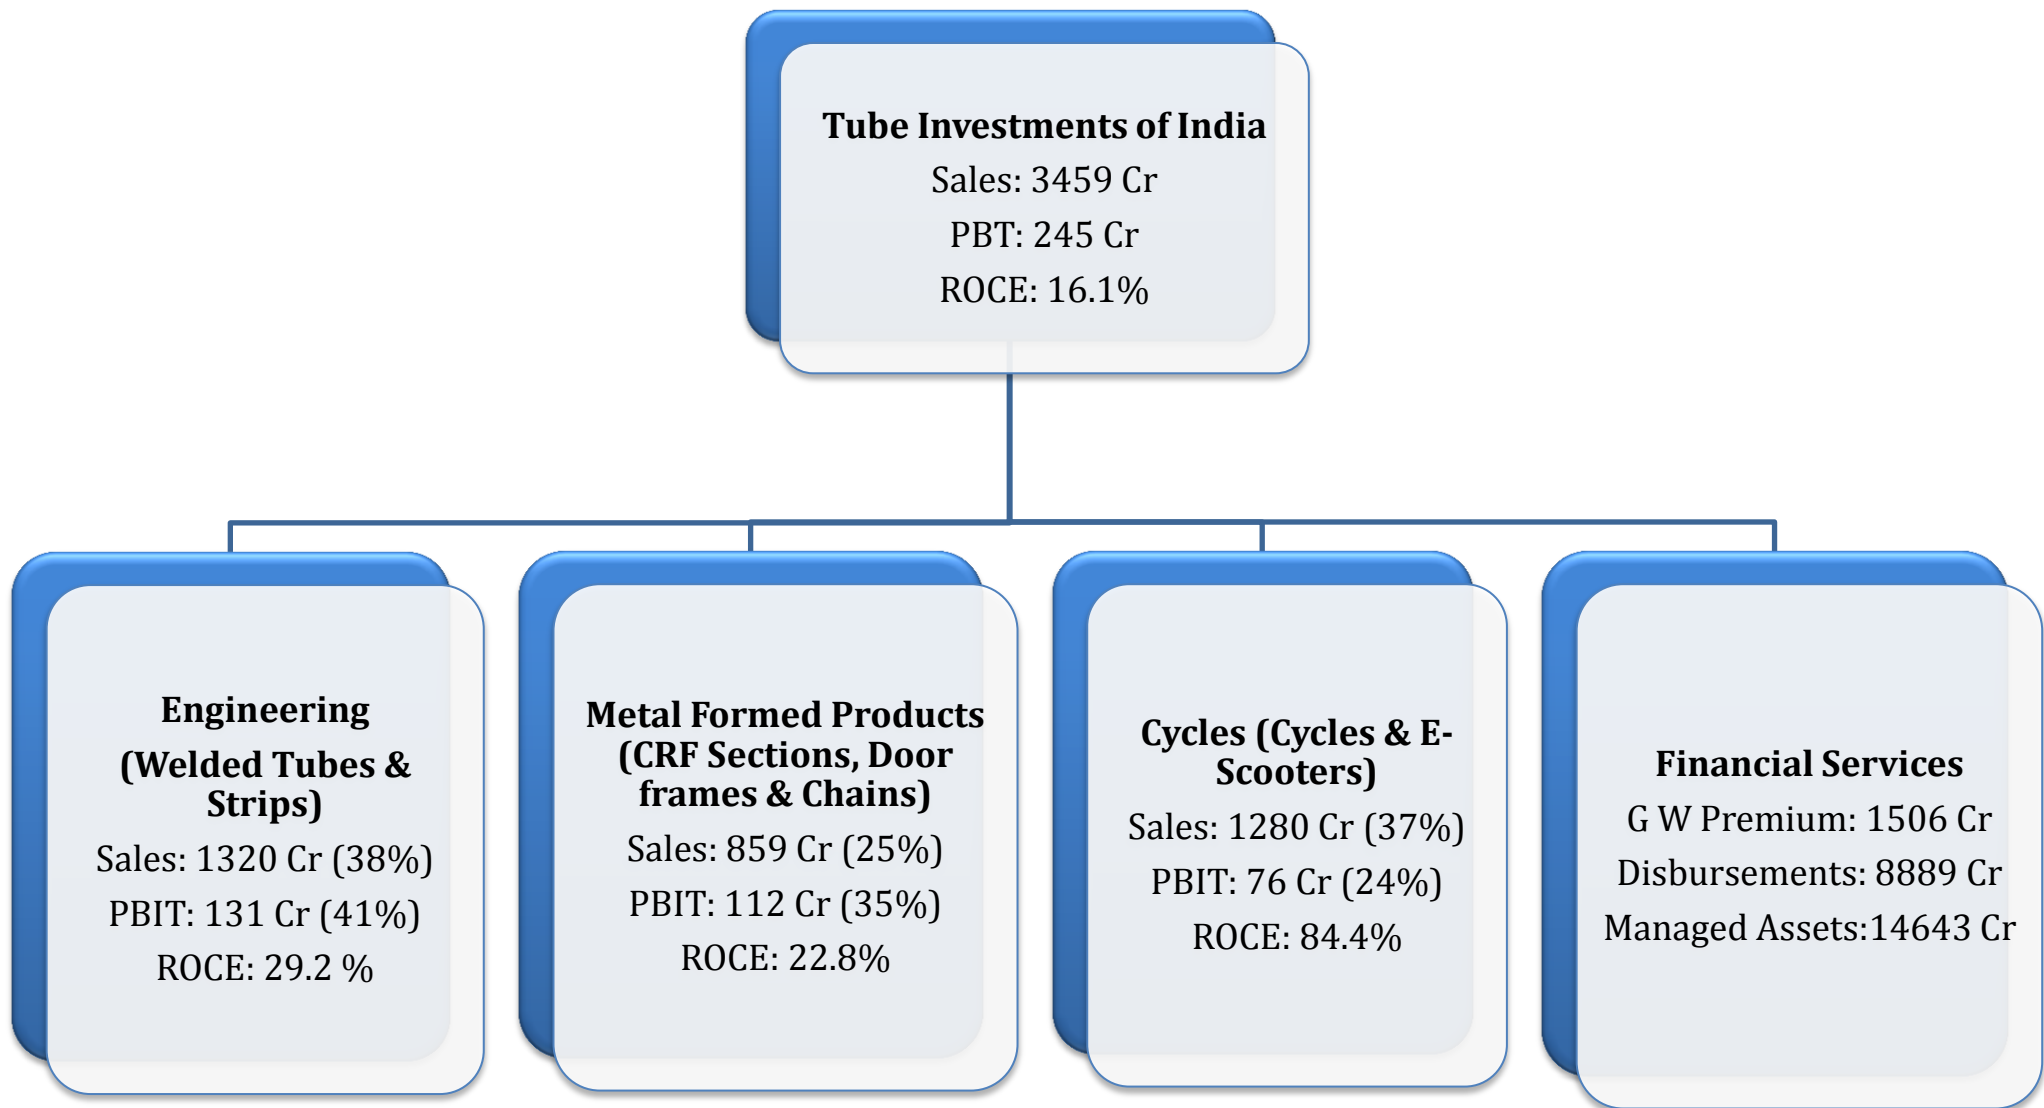 Tube Investments of India
Sales: 3459 Cr
PBT: 245 Cr
ROCE: 16.1%
Engineering
(Welded Tubes &
Strips)
Sales: 1320 Cr (38%)
PBIT: 131 Cr (41%)
ROCE: 29.2 %
Metal Formed Products
(CRF Sections, Door
frames & Chains)
Sales: 859 Cr (25%)
PBIT: 112 Cr (35%)
ROCE: 22.8%
Cycles (Cycles & E-
Scooters)
Sales: 1280 Cr (37%)
PBIT: 76 Cr (24%)
ROCE: 84.4%
Financial Services
G W Premium: 1506 Cr
Disbursements: 8889 Cr
Managed Assets:14643 Cr